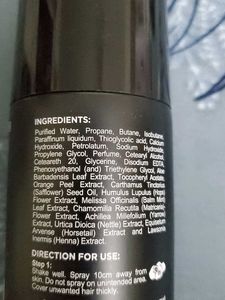 INGREDIENTS:
Purified Water, Propane, Butane, Isobutane,
Paraffinum liquidum, Thioglycolic acid, Calcium
Hydroxide, Petrolatum, Sodium Hydroxide,
Propylene Glycol, Perfume, Cetearyl Alcohol,
Ceteareth 20, Glycerine, Disodium EDTA,
Phenoxyethanol (and) Triethylene Glycol, Aloe
Barbadensis Leaf Extract, Tocopheryl Acetate,
Orange Peel Extract, Carthamus Tinctorius
(Safflower) Seed Oil, Humulus Lupulus (Hops)
Flower Extract, Melissa Officinalis (Balm Mint)
Leaf Extract, Chamomilla Recutita (Matricaria)
Flower Extract, Achillea Millefolium (Yarrow)
Extract, Urtica Dioica (Nettle) Extract, Equisetum
Arvense (Horsetail) Extract and Lawsonia
Inermis (Henna) Extract.
DIRECTION FOR USE:
Step 1:
Shake well. Spray 10cm away from
skin. Do not spray on unintended area.
Cover unwanted hair thickly.